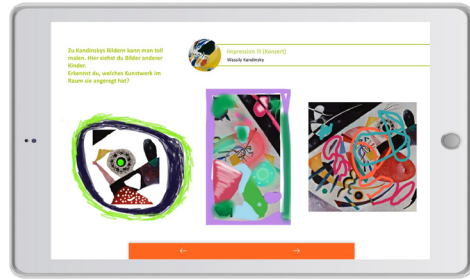 Zu Kandinskys Bildern kann man toll
malen. Hier siehst du Bilder anderer
Kinder.
Erkennst du, welches Kunstwerk im
Raum sie angeregt hat?
Impression III (Konzert)
Wassily Kandinsky